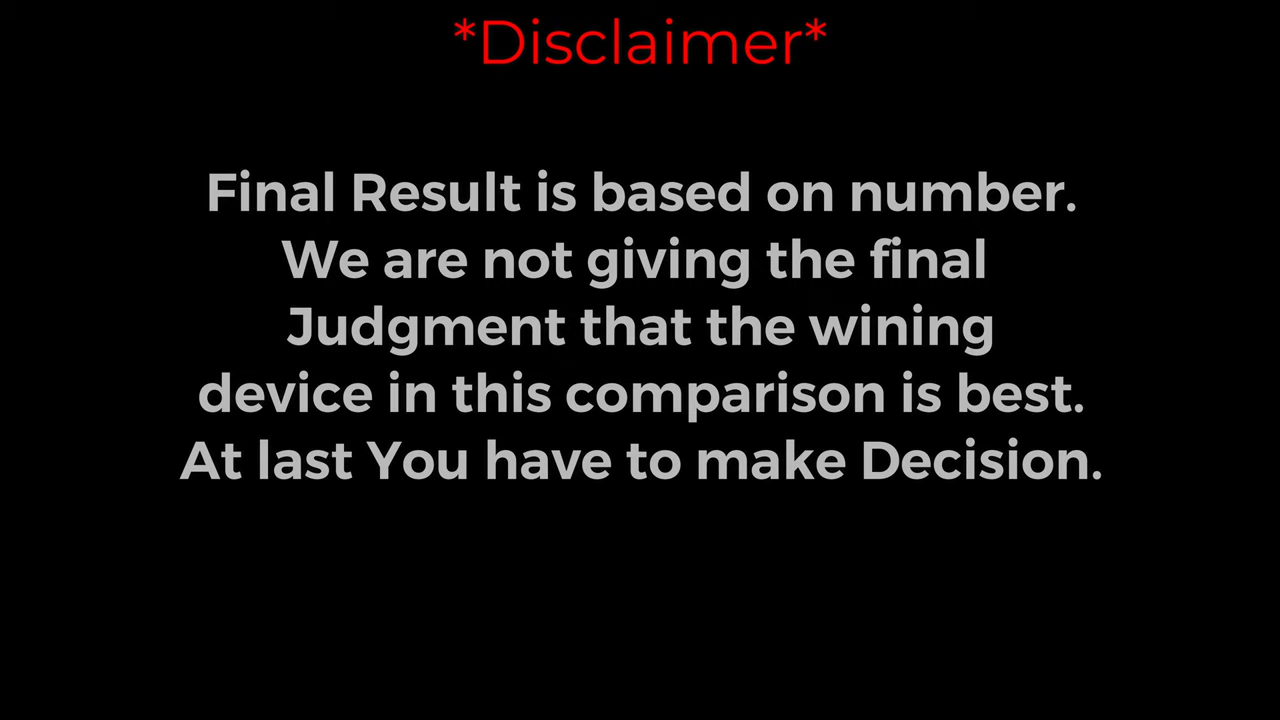 *Disclaimer*
Final Result is based on number.
We are not giving the final
Judgment that the wining
device in this comparison is best.
At last You have to make Decision.